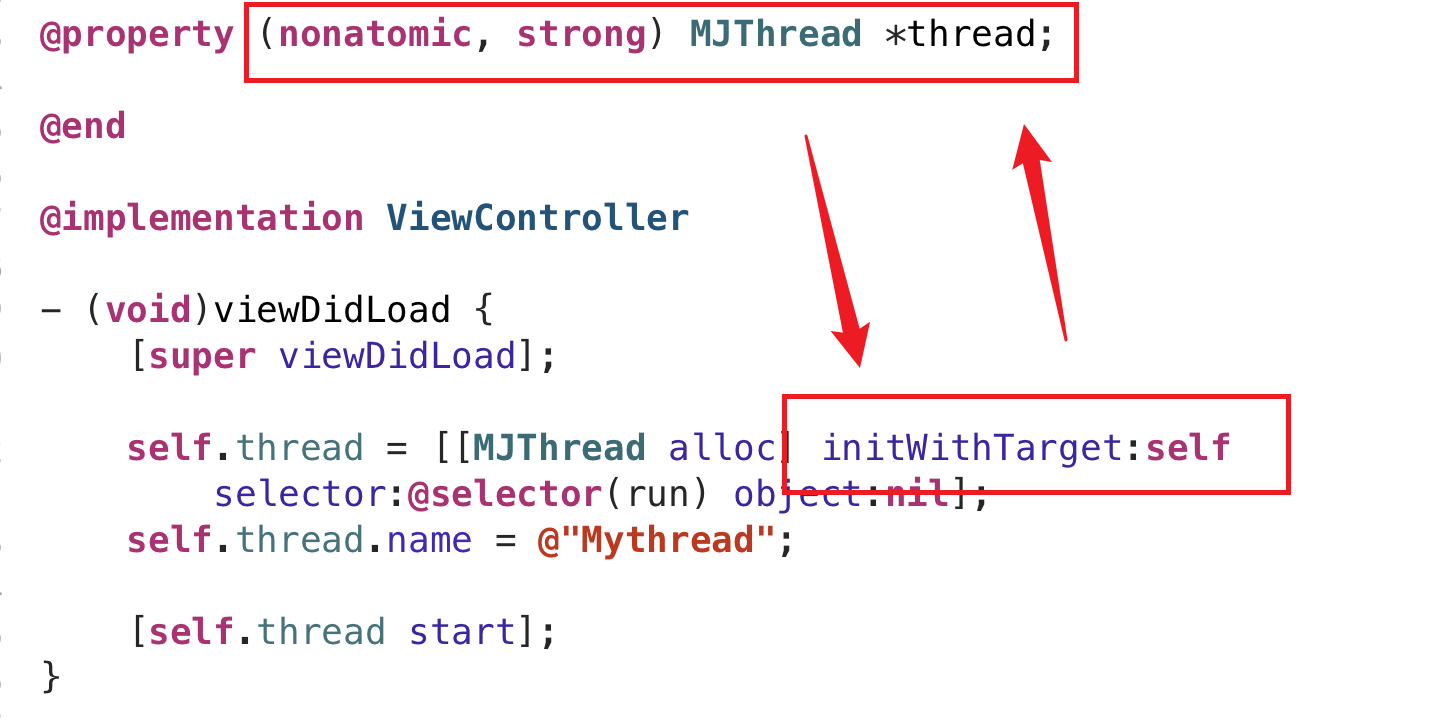 @property (nonatomic, strong) MJThread *thread;
@end
@implementation ViewController
- (void)viewDidLoad {
[super viewDidLoad];
self.thread = [[MJThread alloc] initWithTarget:self
selector:@selector(run) object:nil];
self.thread.name = @"Mythread";
[self.thread start];
}